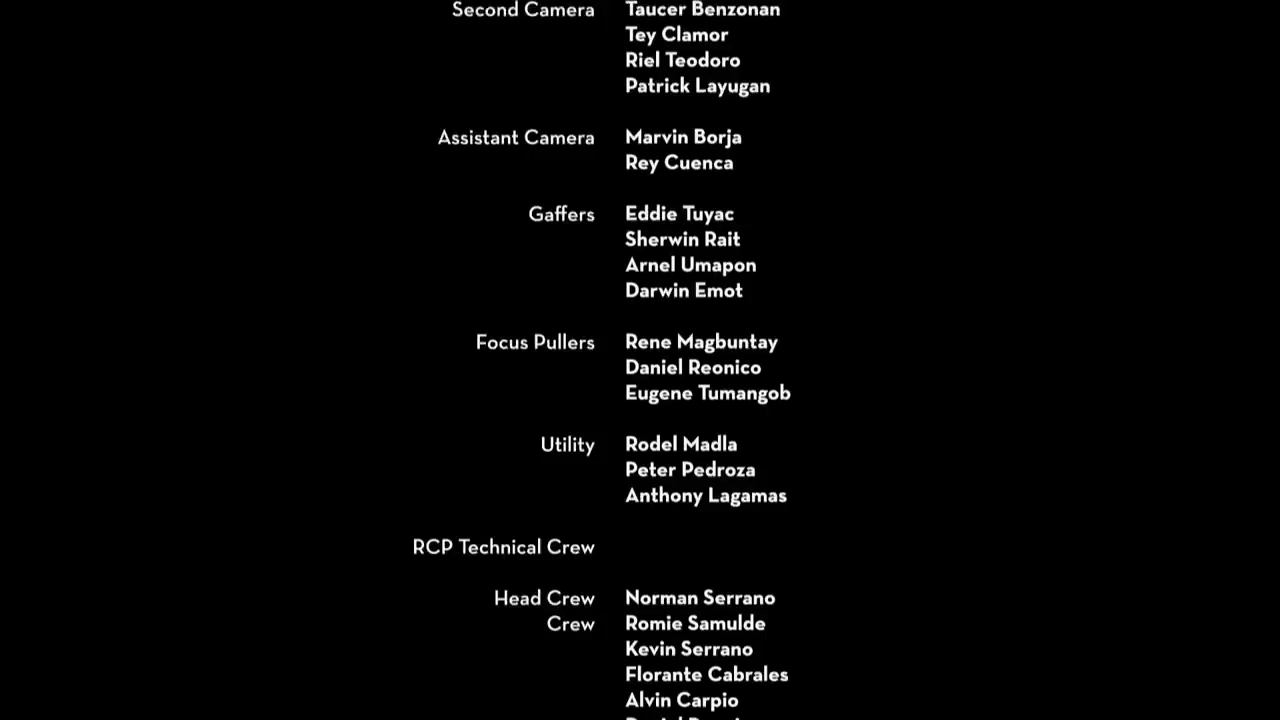 Second Camera Taucer Benzonan
Tey Clamor
Riel Teodoro
Patrick Layugan
Assistant Camera Marvin Borja
Rey Cuenca
Gaffers Eddie Tuyac
Sherwin Rait
Arnel Umapon
Darwin Emot
Focus Pullers Rene Magbuntay
Daniel Reonico
Eugene Tumangob
Utility Rodel Madla
Peter Pedroza
Anthony Lagamas
RCP Technical Crew
Head Crew Norman Serrano
Crew Romie Samulde
Kevin Serrano
Florante Cabrales
Alvin Carpio